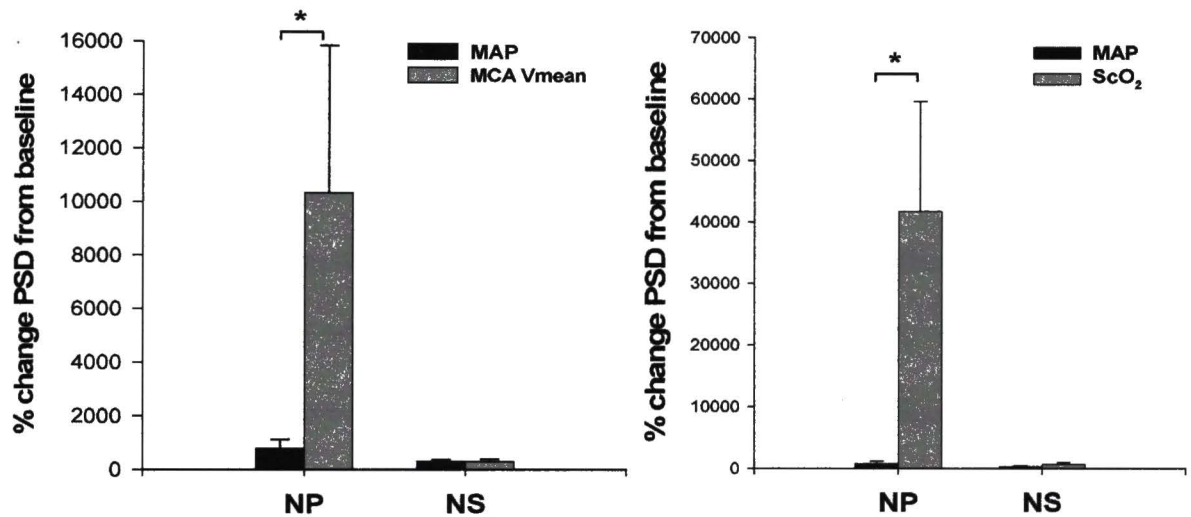 *
16000
14000
12000
10000
8000
6000
4000
2000
0
% change PSD from baseline
MAP
MCA Vmean
NP
NS
70000
60000
50000
40000
30000
20000
10000
0
% change PSD from baseline
*
MAP
ScO₂
NP
NS